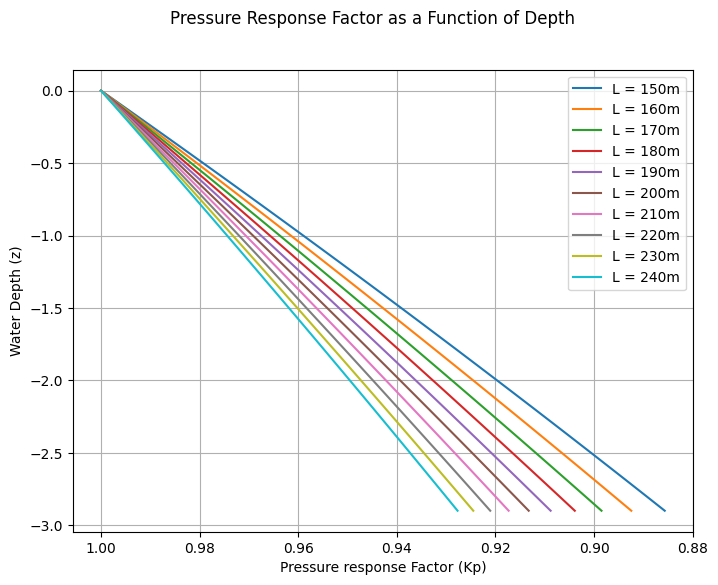 Pressure Response Factor as a Function of Depth
L = 150m
L = 160m
L = 170m
L = 180m
L = 190m
L = 200m
L = 210m
L = 220m
L = 230m
L = 240m
Water Depth (z)
0.0
−0.5
−1.0
−1.5
−2.0
−2.5
−3.0
1.00 0.98 0.96 0.94 0.92 0.90 0.88
Pressure response Factor (Kp)